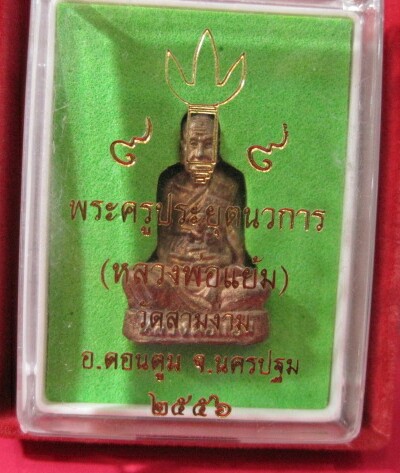 ๙ ๙
พระครูประยุตนวการ
(หลวงพ่อแย้ม)
วัดสามง่าม
อ.ดอนตูม จ.นครปฐม
๒๕๕๖